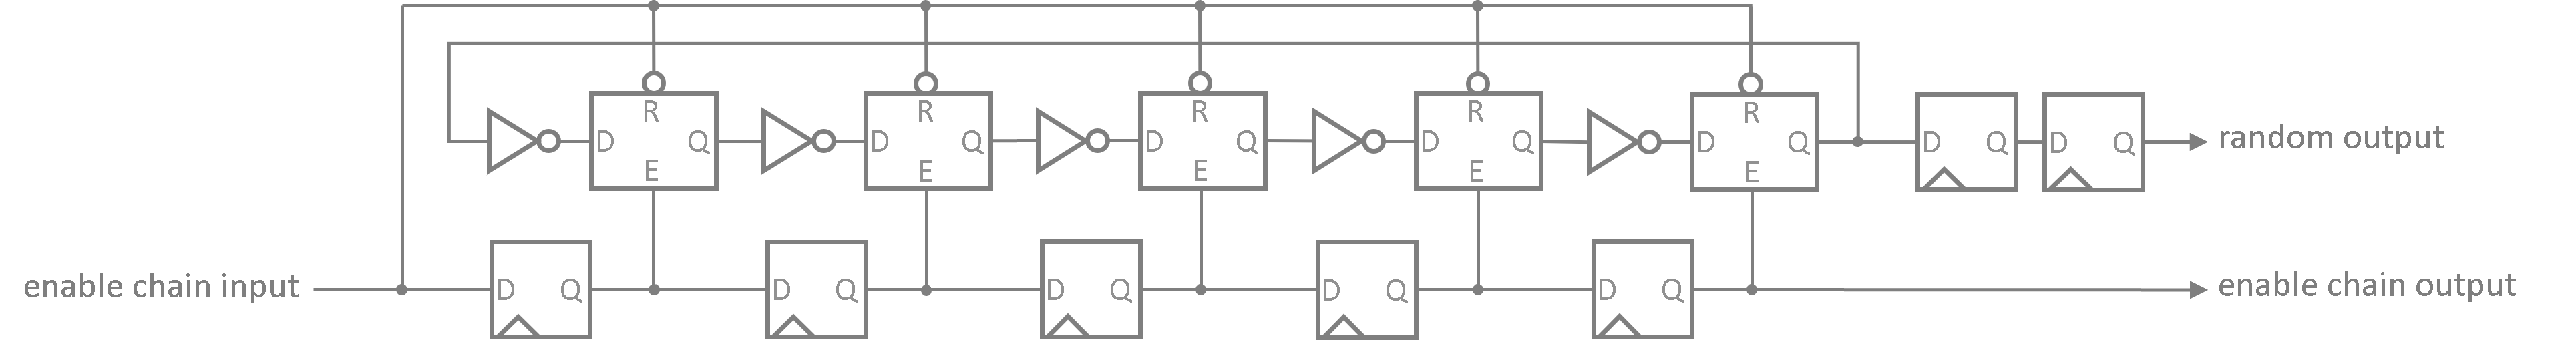 R R R R R
D Q D Q D Q D Q D Q D Q D Q random output
E E E E E
enable chain input D Q D Q D Q D Q D Q enable chain output